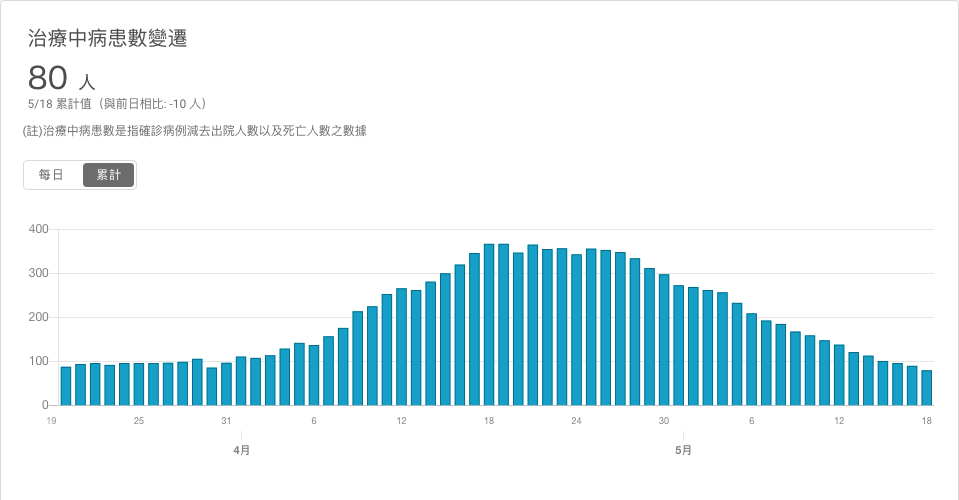 治療中病患數變遷
80 人
5/18 累計值（與前日相比: -10 人）
(註)治療中病患數是指確診病例減去出院人數以及死亡人數之數據
每日 累計
400
300
200
100
0
19 25 31 6 12 18 24 30 6 12 18
4月 5月